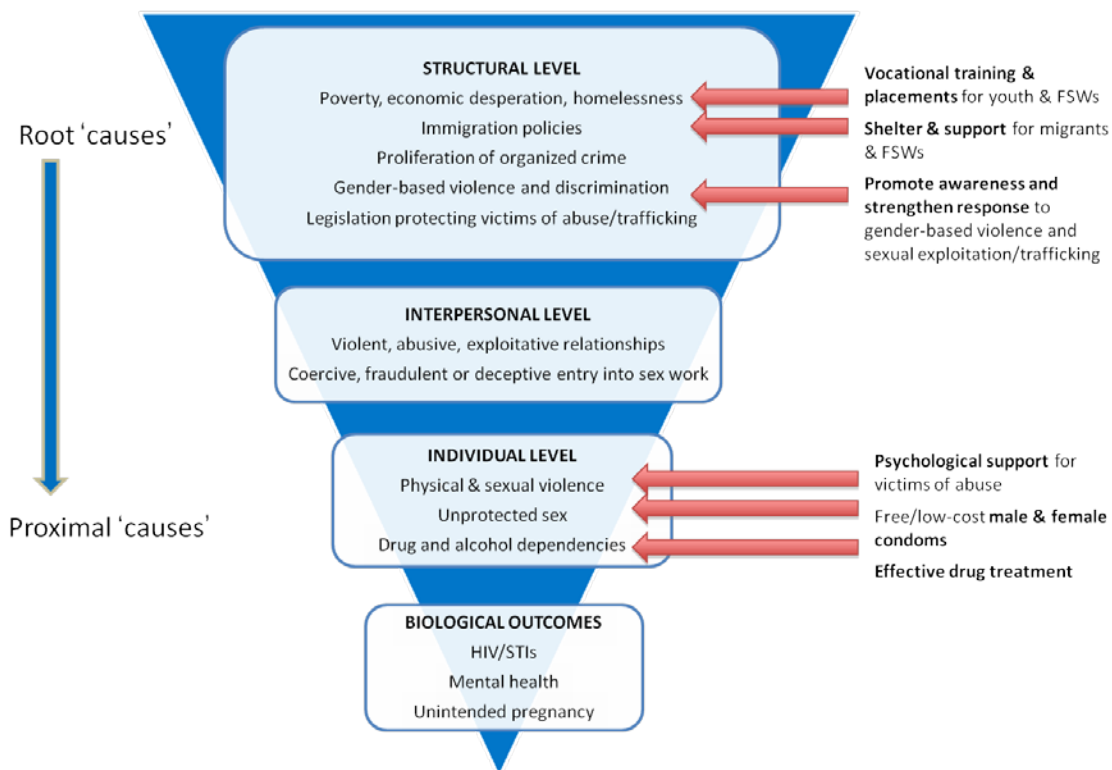 Root 'causes'
Proximal 'causes'
STRUCTURAL LEVEL
Poverty, economic desperation, homelessness
Immigration policies
Proliferation of organized crime
Gender-based violence and discrimination
Legislation protecting victims of abuse/trafficking
INTERPERSONAL LEVEL
Violent, abusive, exploitative relationships
Coercive, fraudulent or deceptive entry into sex work
INDIVIDUAL LEVEL
Physical & sexual violence
Unprotected sex
Drug and alcohol dependencies
BIOLOGICAL OUTCOMES
HIV/STIs
Mental health
Unintended pregnancy
Vocational training &
placements for youth & FSWs
Shelter & support for migrants
& FSWs
Promote awareness and
strengthen response to
gender-based violence and
sexual exploitation/trafficking
Psychological support for
victims of abuse
Free/low-cost male & female
condoms
Effective drug treatment